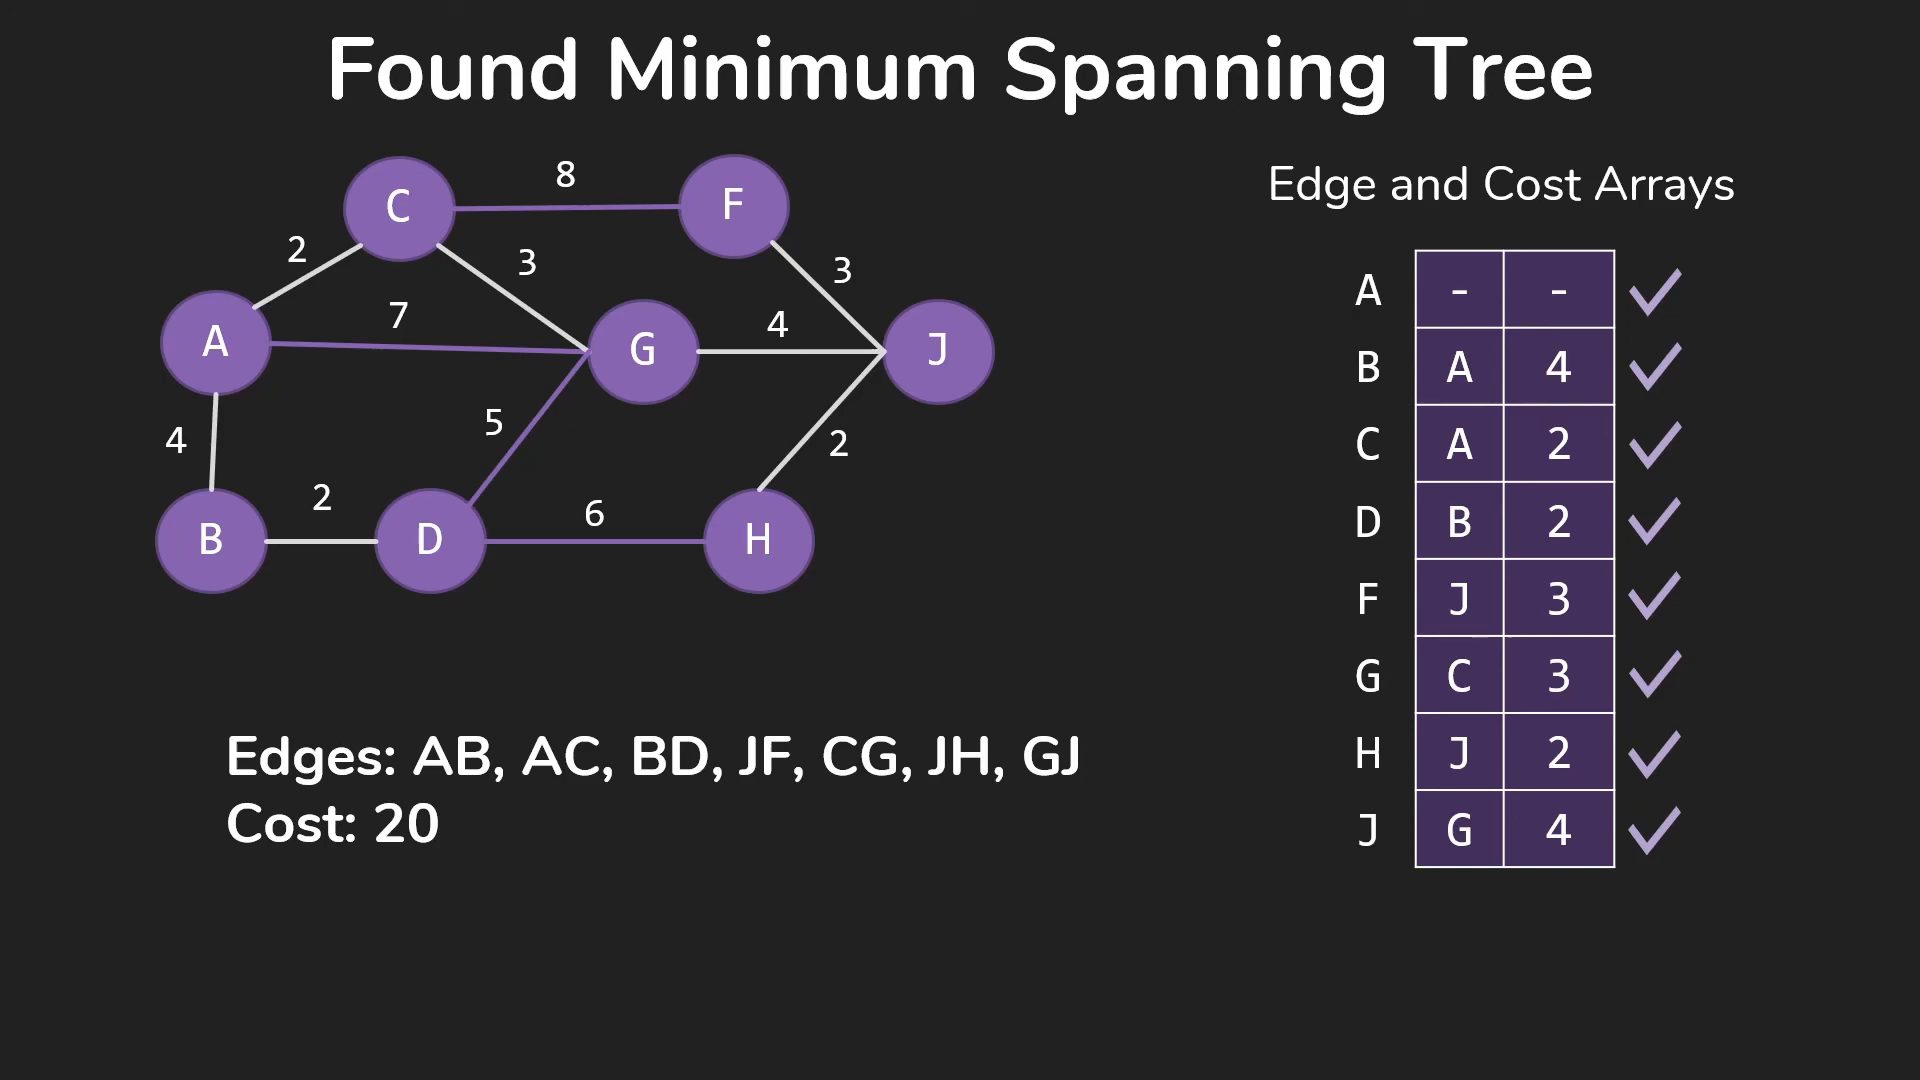 Found Minimum Spanning Tree
Edge and Cost Arrays
C
8
F
2
3
3
A
7
G
4
J
4
5
2
B
2
D
6
H
A - -
B A 4
C A 2
D B 2
F J 3
G C 3
H J 2
J G 4
Edges: AB, AC, BD, JF, CG, JH, GJ
Cost: 20